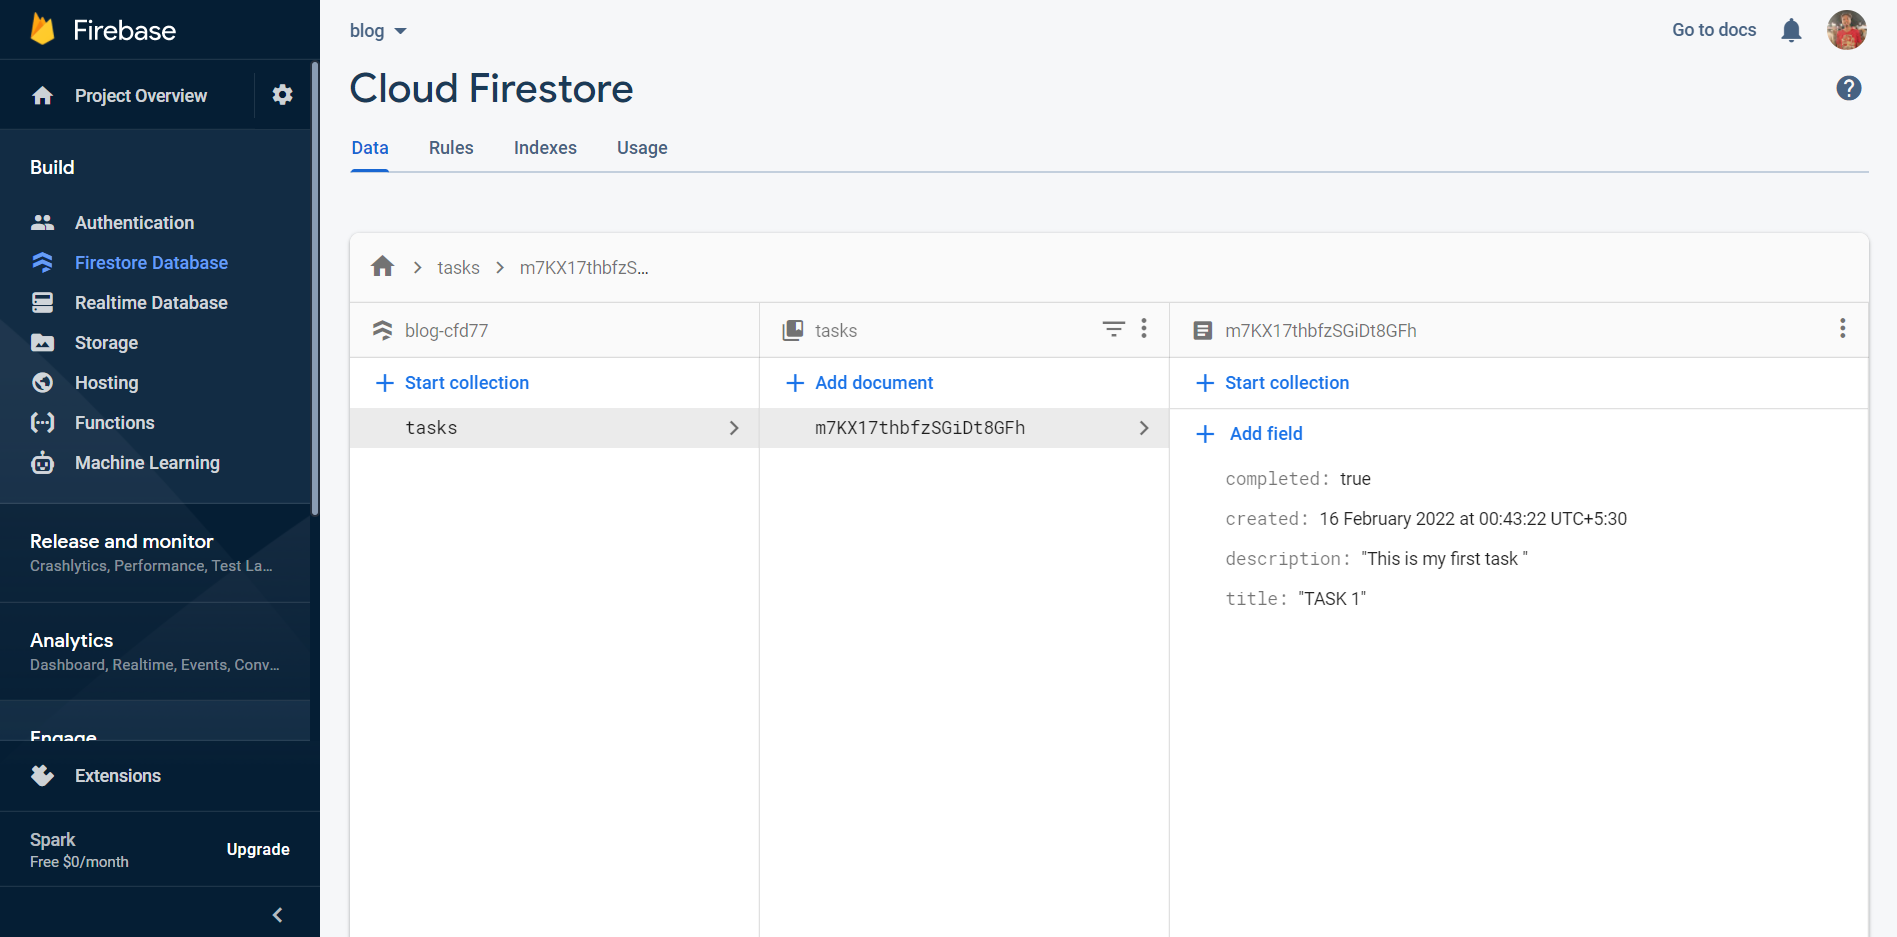 Firebase
Project Overview
Build
Authentication
Firestore Database
Realtime Database
Storage
Hosting
Functions
Machine Learning
Release and monitor
Crashlytics, Performance, Test La...
Analytics
Dashboard, Realtime, Events, Conv...
Engage
Extensions
Spark
Free $0/month
Upgrade
blog
Go to docs
Cloud Firestore
Data Rules Indexes Usage
tasks m7KX17thbfzS...
blog-cfd77
Start collection
tasks
tasks
Add document
m7KX17thbfzSGiDt8GFh
m7KX17thbfzSGiDt8GFh
Start collection
Add field
completed: true
created: 16 February 2022 at 00:43:22 UTC+5:30
description: "This is my first task "
title: "TASK 1"